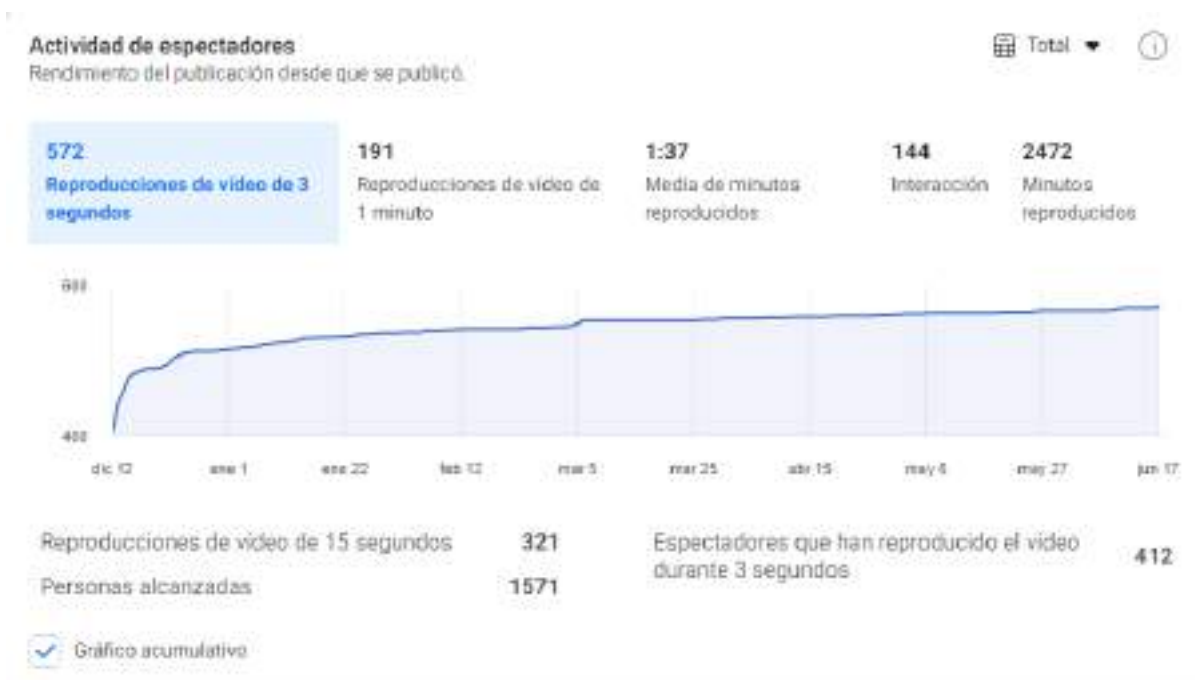 Actividad de espectadores
Total
Rendimiento del publicación desde que se publicó.
572
Reproducciones de vídeo de 3
segundos
191
Reproducciones de vídeo de
1 minuto
1:37
Media de minutos
reproducidos
144
Interacción
2472
Minutos
reproducidos
600
400
dic 12 ene 1 ene 22 feb 12 mar 5 mar 25 abr 15 may 6 may 27 jun 17
Reproducciones de vídeo de 15 segundos 321
Personas alcanzadas 1571
Espectadores que han reproducido el vídeo
durante 3 segundos
412
Gráfico acumulativo